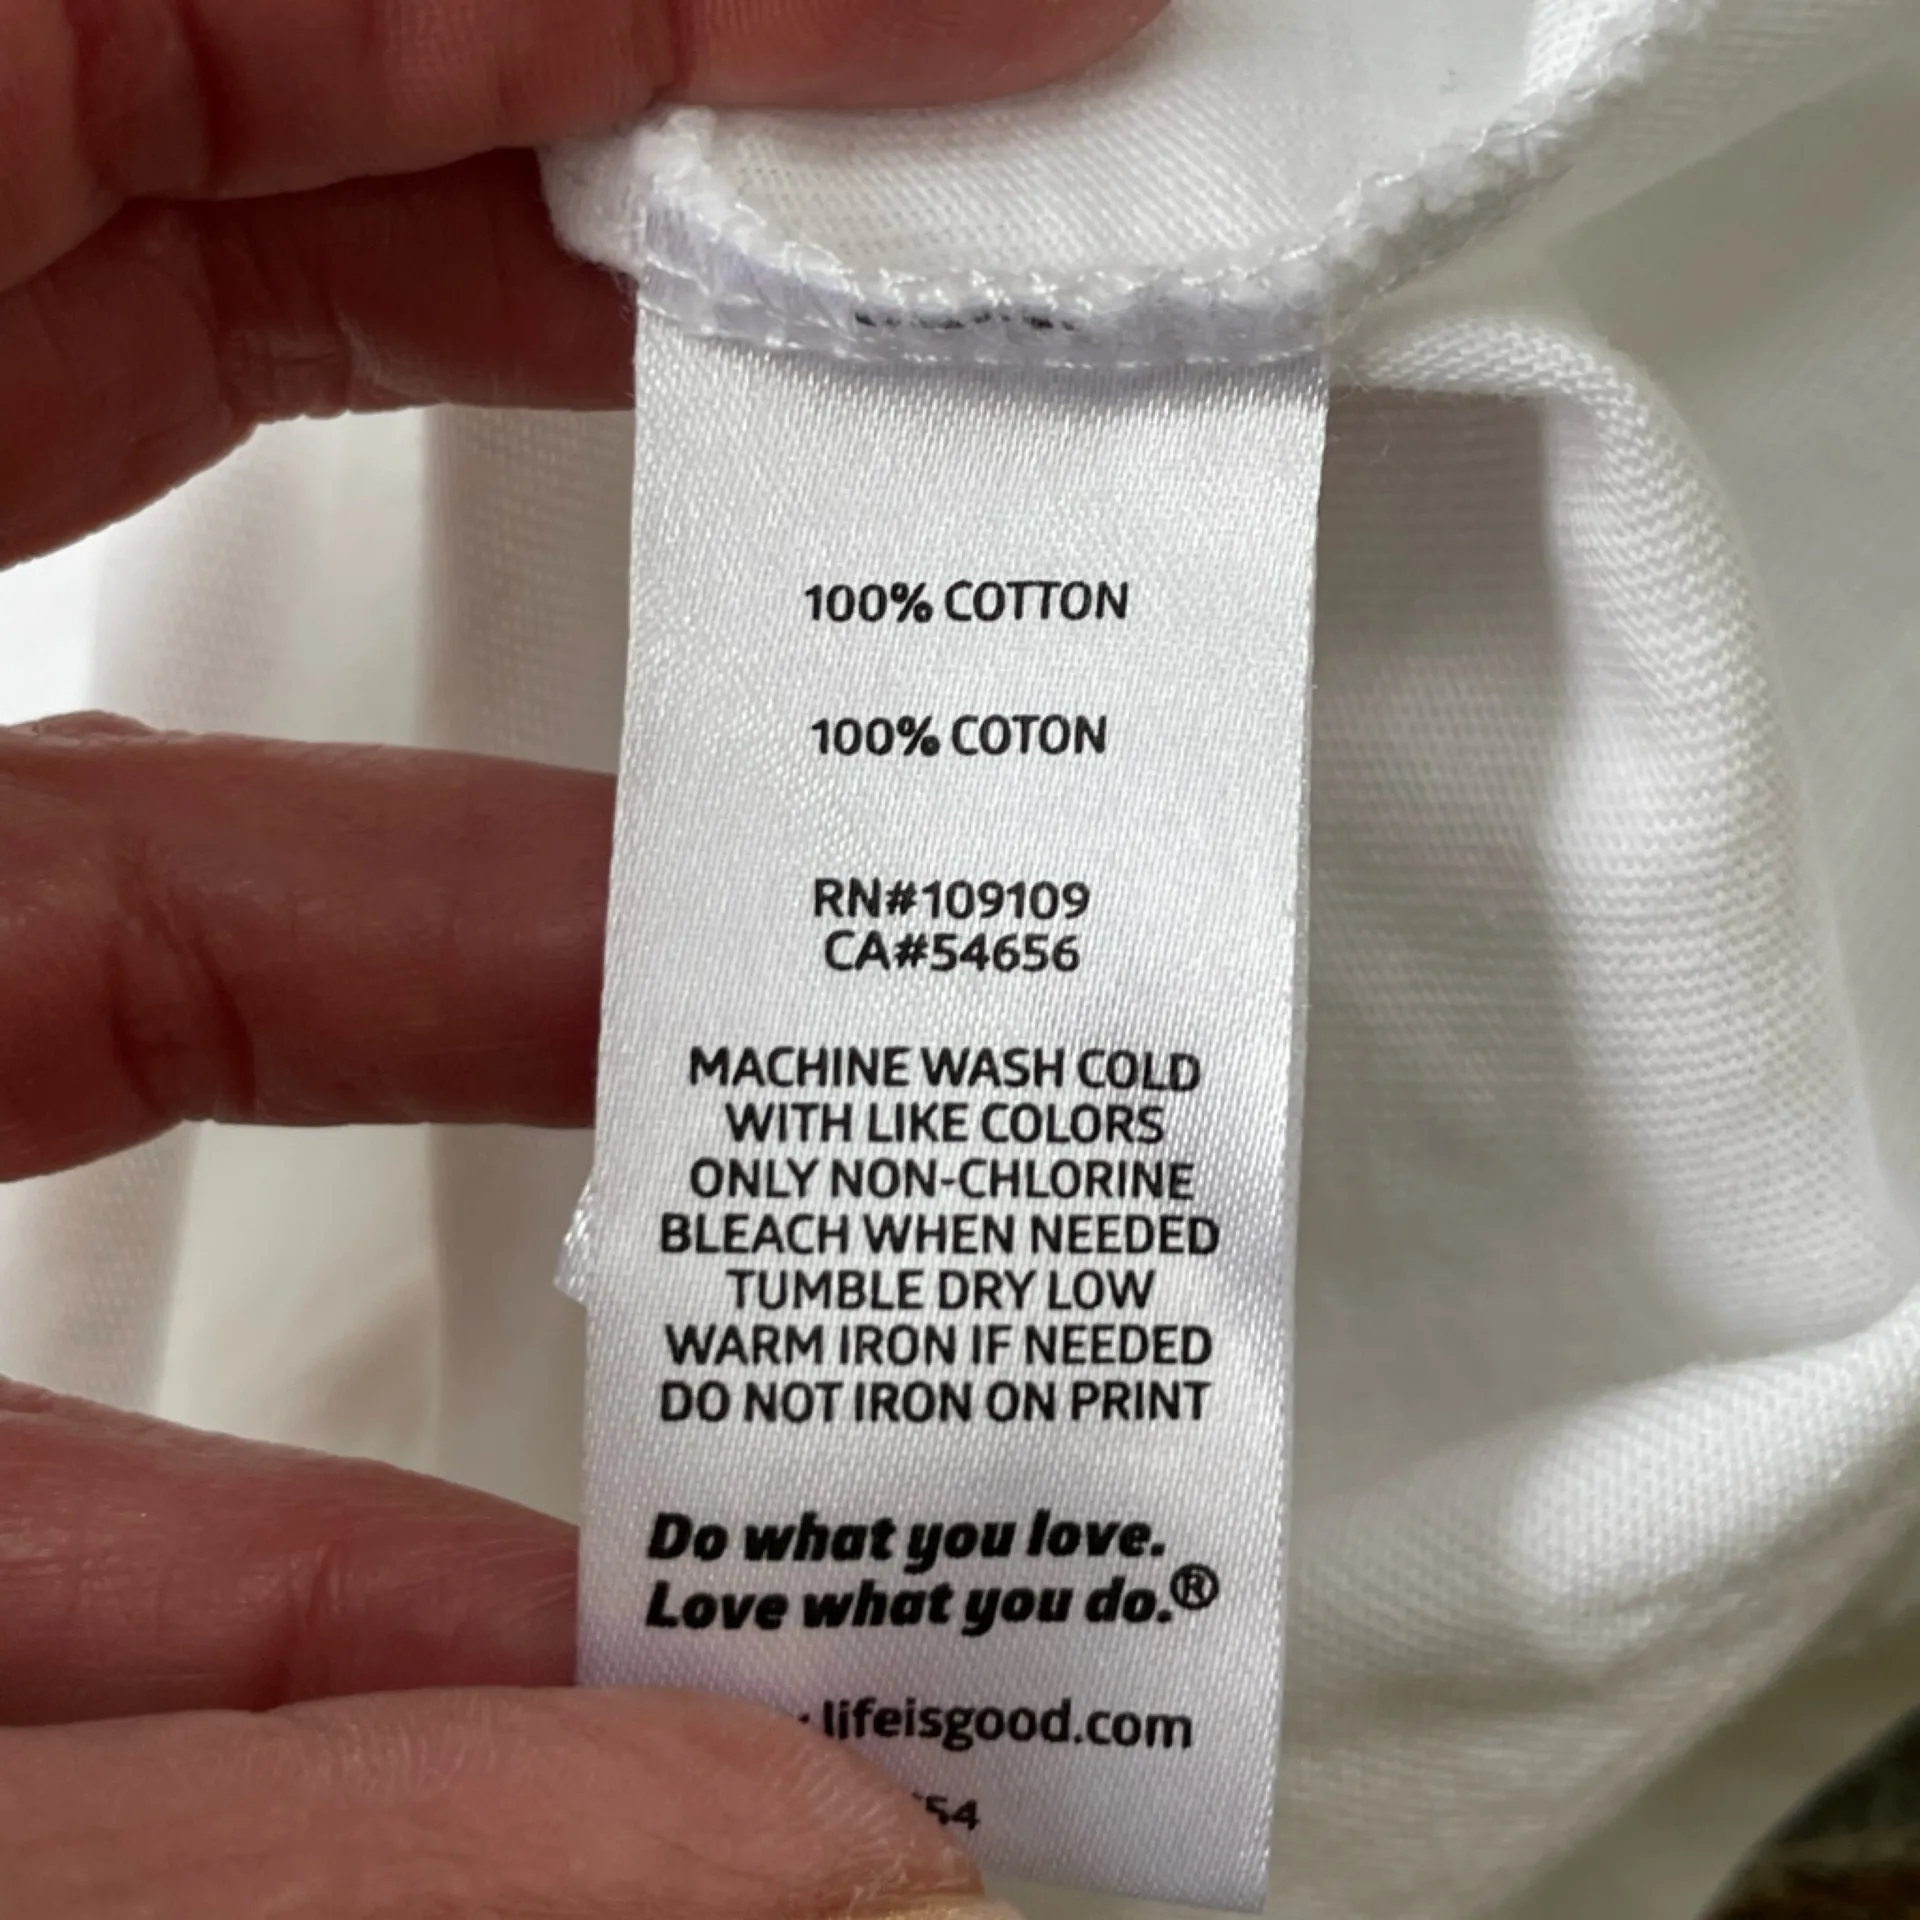 100% COTTON
100% COTON
RN#109109
CA#54656
MACHINE WASH COLD
WITH LIKE COLORS
ONLY NON-CHLORINE
BLEACH WHEN NEEDED
TUMBLE DRY LOW
WARM IRON IF NEEDED
DO NOT IRON ON PRINT
Do what you love.
Love what you do.®
lifeisgood.com